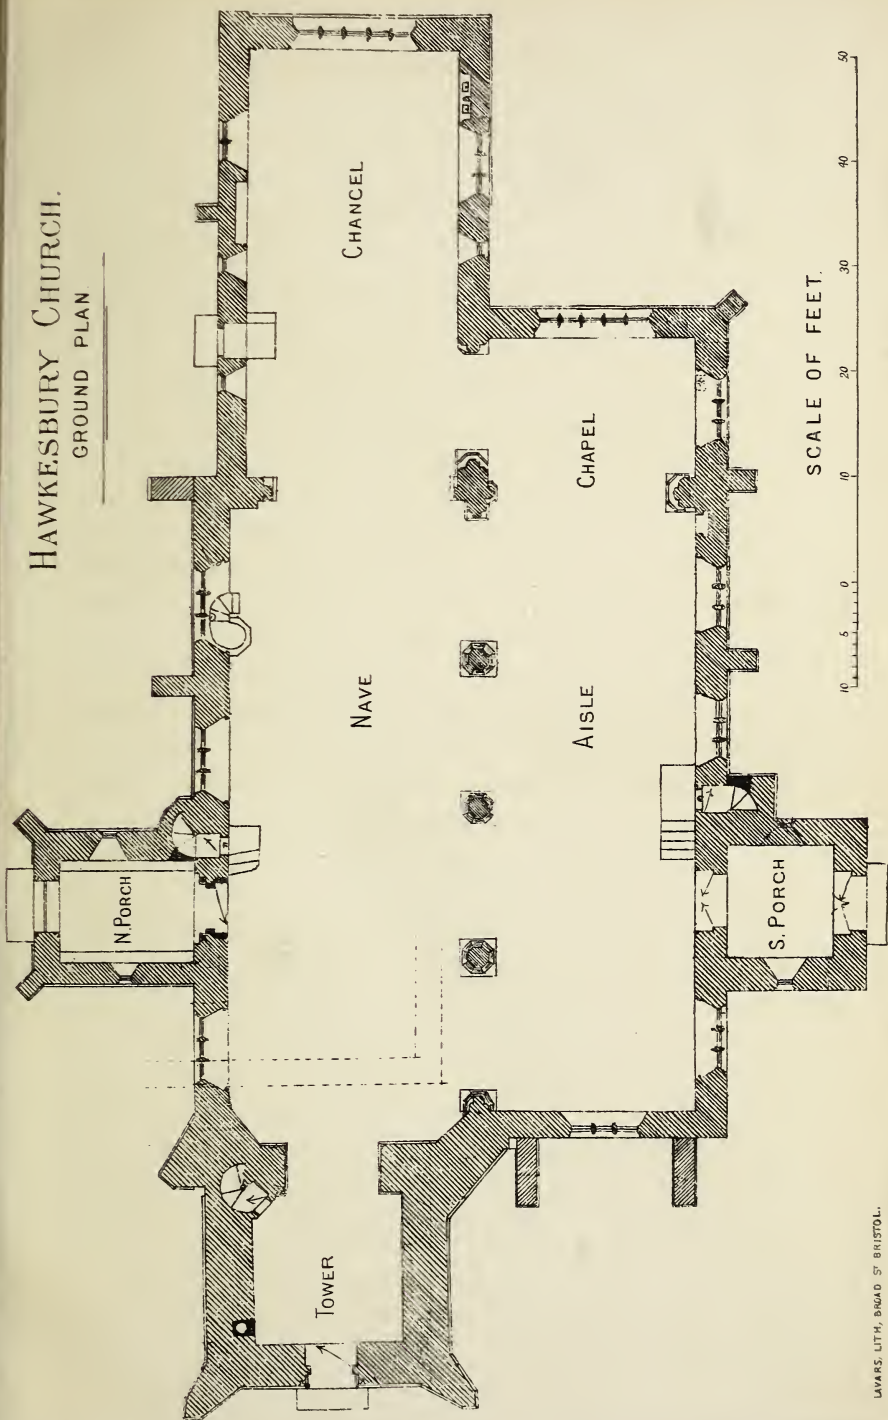 HAWKESBURY CHURCH.
GROUND PLAN
N. PORCH
TOWER
NAVE
CHANCEL
AISLE
CHAPEL
S. PORCH
SCALE OF FEET.
10 5 0 10 20 30 40 50
LAVARS, LITH, BROAD ST BRISTOL.